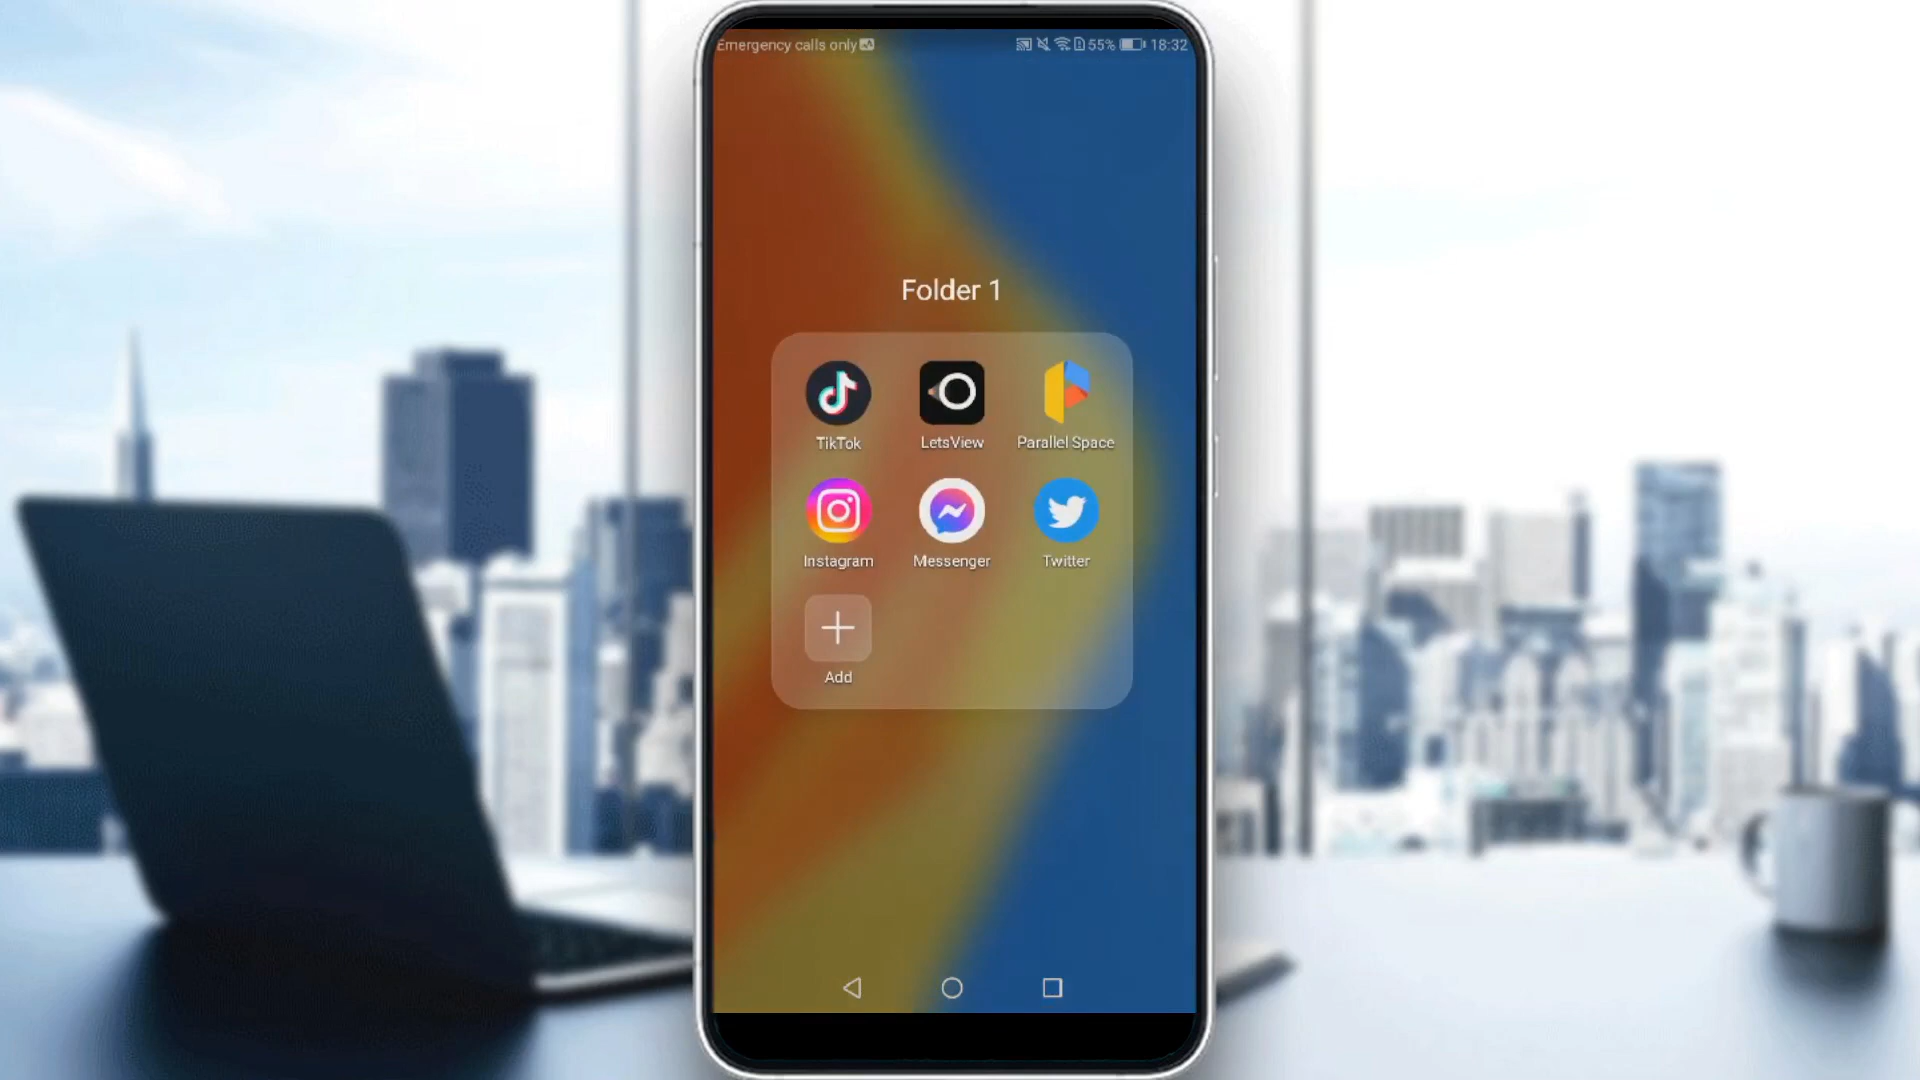 Emergency calls only 55% 18:32
Folder 1
TikTok LetsView Parallel Space
Instagram Messenger Twitter
Add